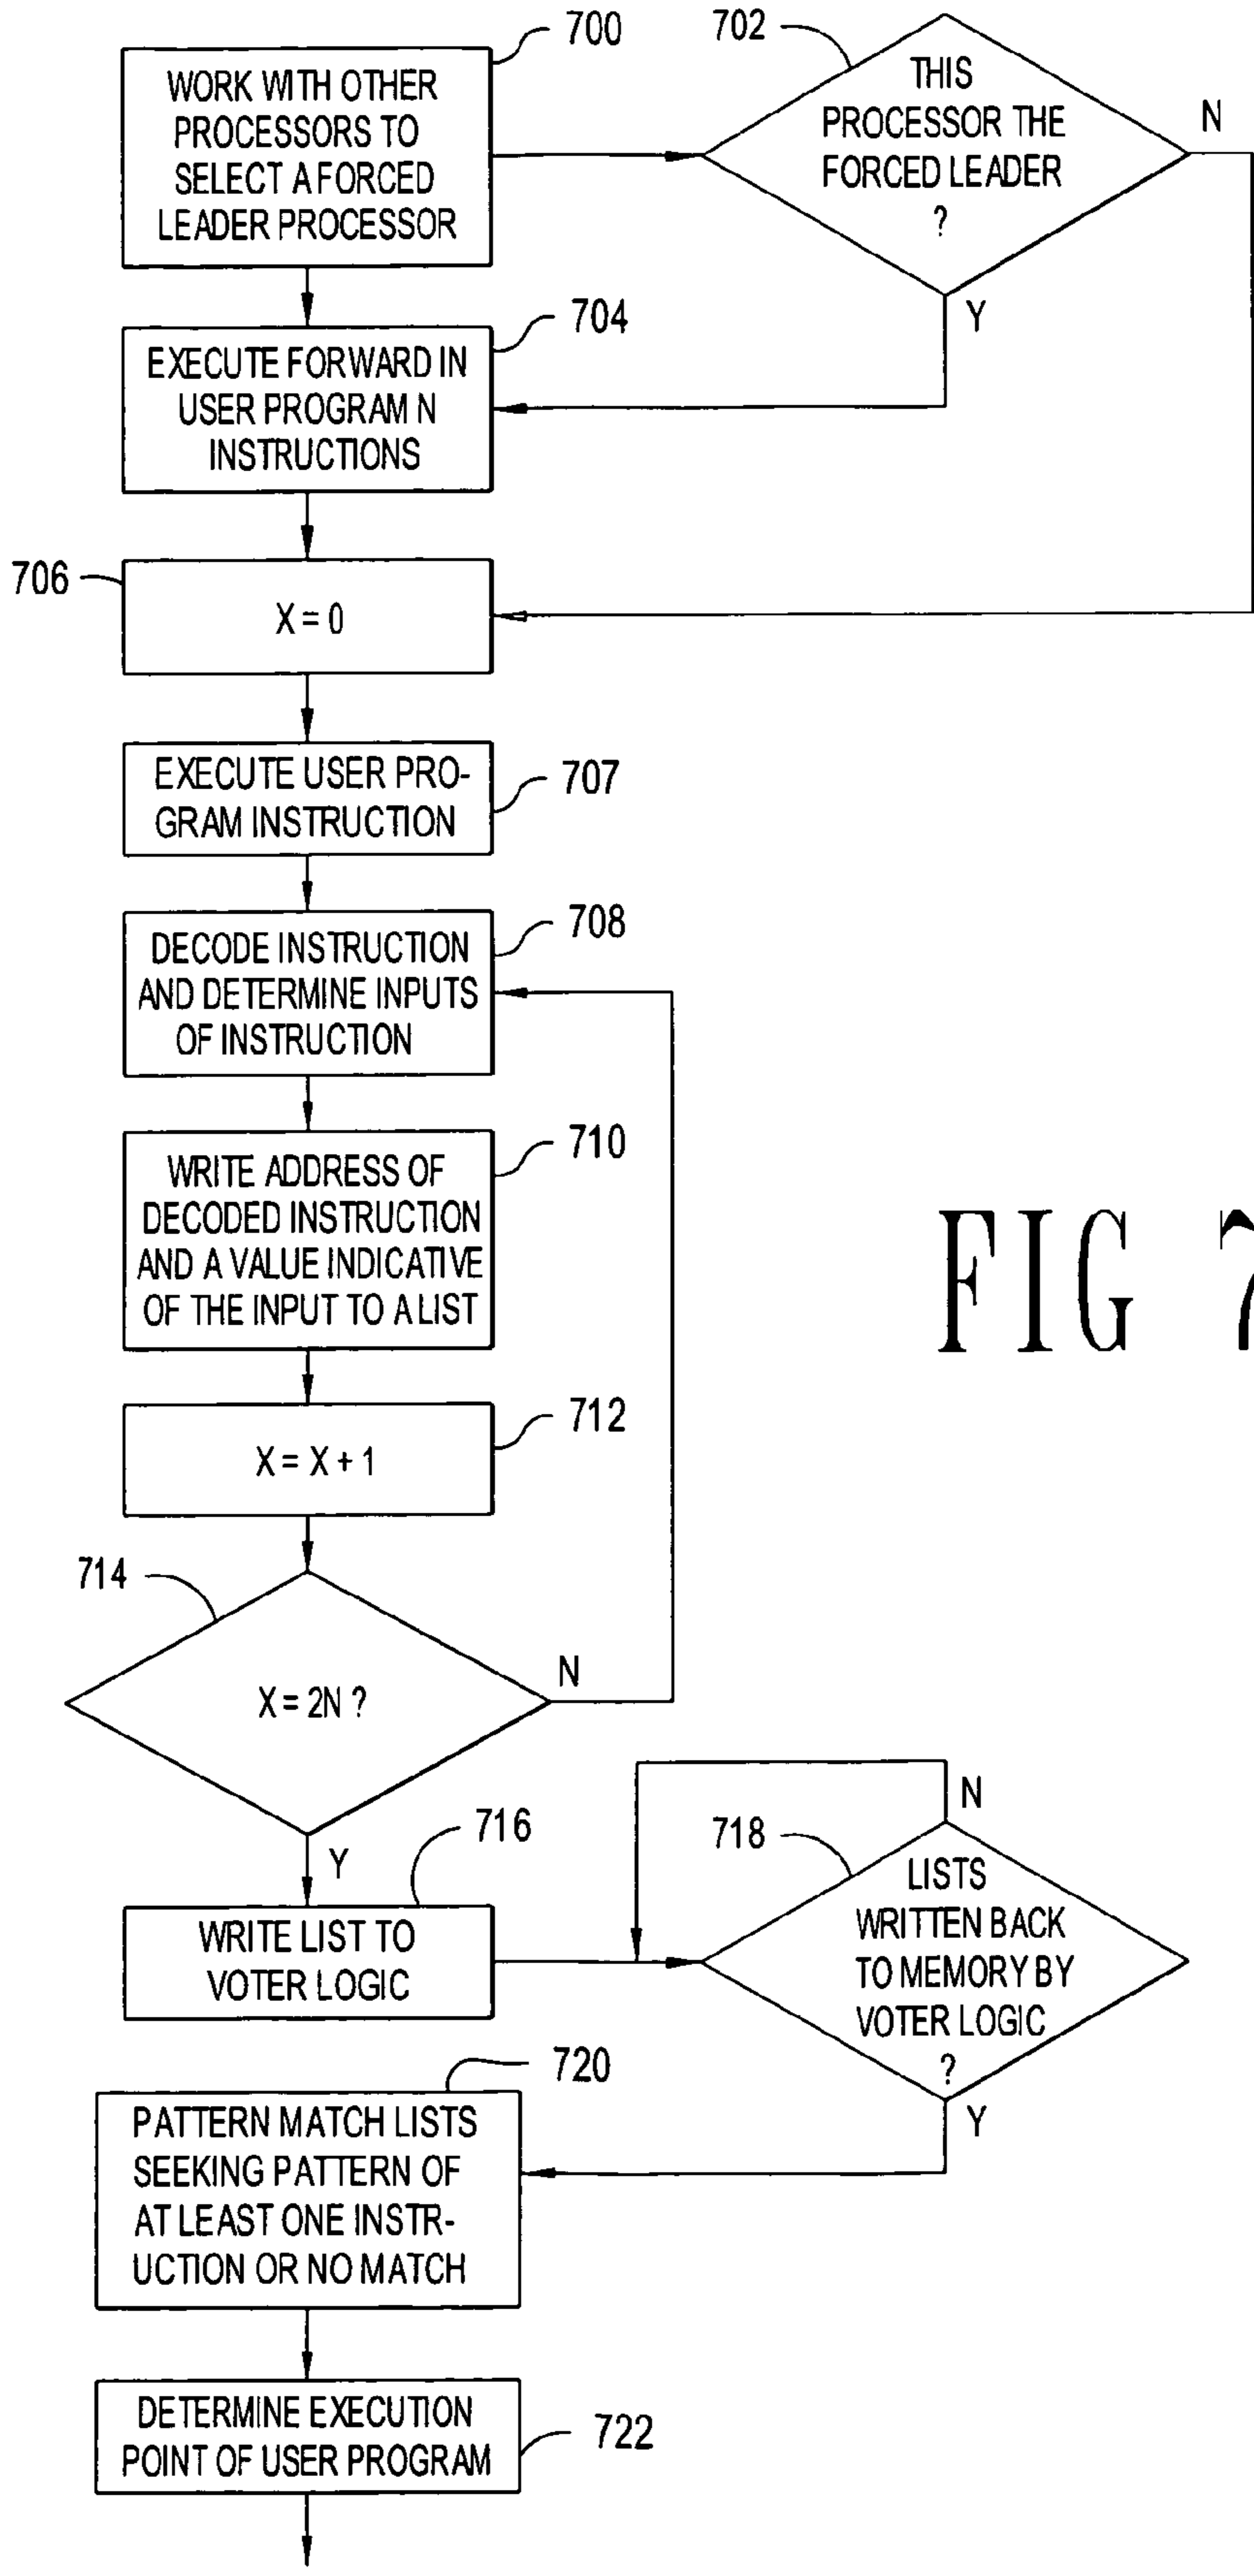 700
WORK WITH OTHER
PROCESSORS TO
SELECT A FORCED
LEADER PROCESSOR
702
THIS
PROCESSOR THE
FORCED LEADER
?
N
Y
704
EXECUTE FORWARD IN
USER PROGRAM N
INSTRUCTIONS
706
X = 0
EXECUTE USER PRO-
GRAM INSTRUCTION
707
708
DECODE INSTRUCTION
AND DETERMINE INPUTS
OF INSTRUCTION
710
WRITE ADDRESS OF
DECODED INSTRUCTION
AND A VALUE INDICATIVE
OF THE INPUT TO A LIST
FIG 7
712
X = X + 1
714
X = 2N ?
N
Y
716
WRITE LIST TO
VOTER LOGIC
718
N
LISTS
WRITTEN BACK
TO MEMORY BY
VOTER LOGIC
?
Y
720
PATTERN MATCH LISTS
SEEKING PATTERN OF
AT LEAST ONE INSTR-
UCTION OR NO MATCH
DETERMINE EXECUTION
POINT OF USER PROGRAM
722